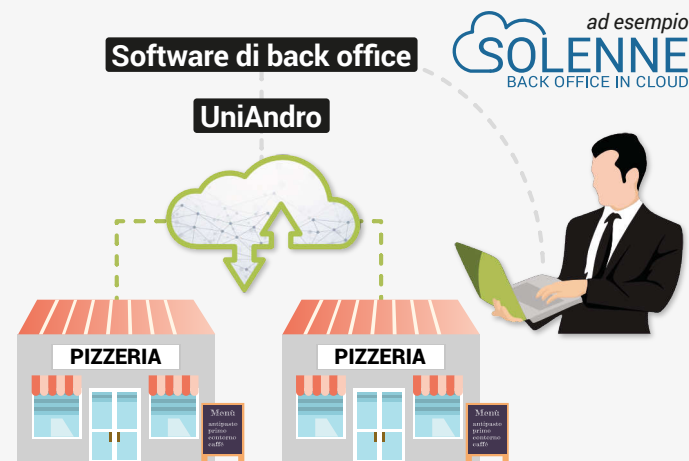 ad esempio
SOLENNE
BACK OFFICE IN CLOUD
Software di back office
UniAndro
PIZZERIA
PIZZERIA
Menù
antipasto
primo
contorno
caffè
Menù
antipasto
primo
contorno
caffè